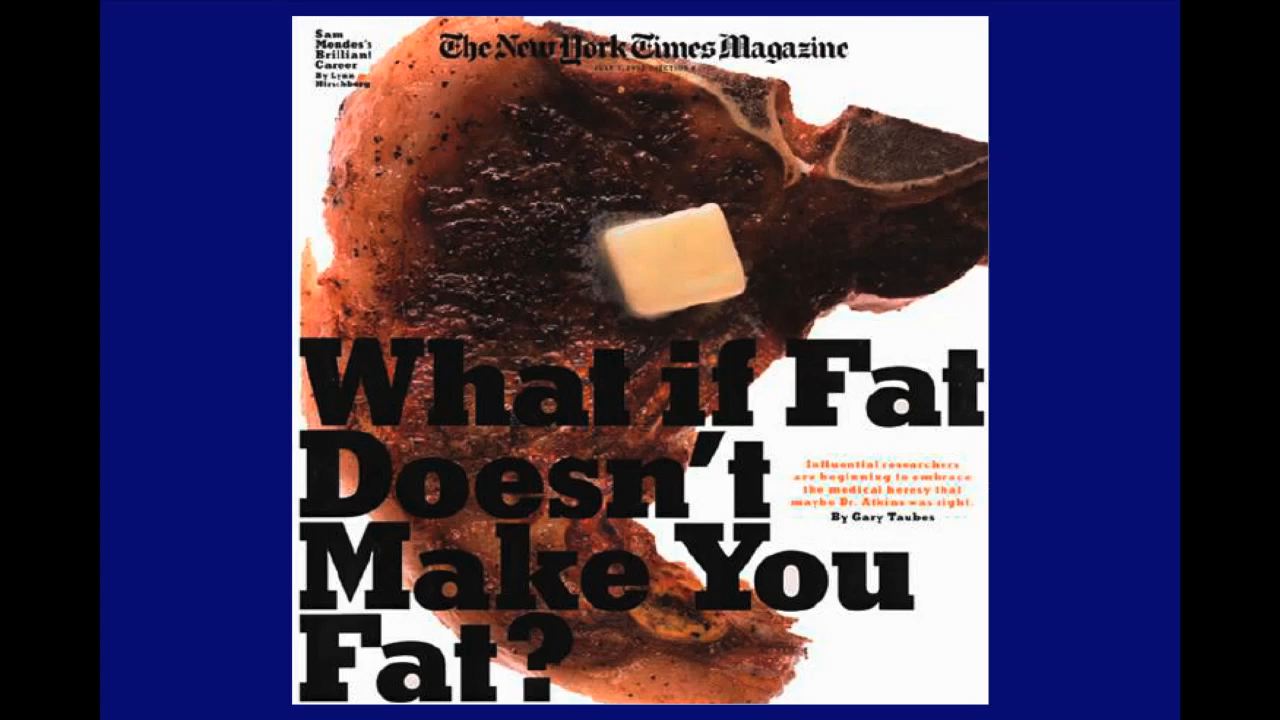 Sam
Mendes's
Brilliant
Career
By Lynn
Hirschberg
The New York Times Magazine
What if Fat
Doesn't
Make You
Fat?
Influential researchers
are beginning to embrace
the medical heresy that
maybe Dr. Atkins was right.
By Gary Taubes